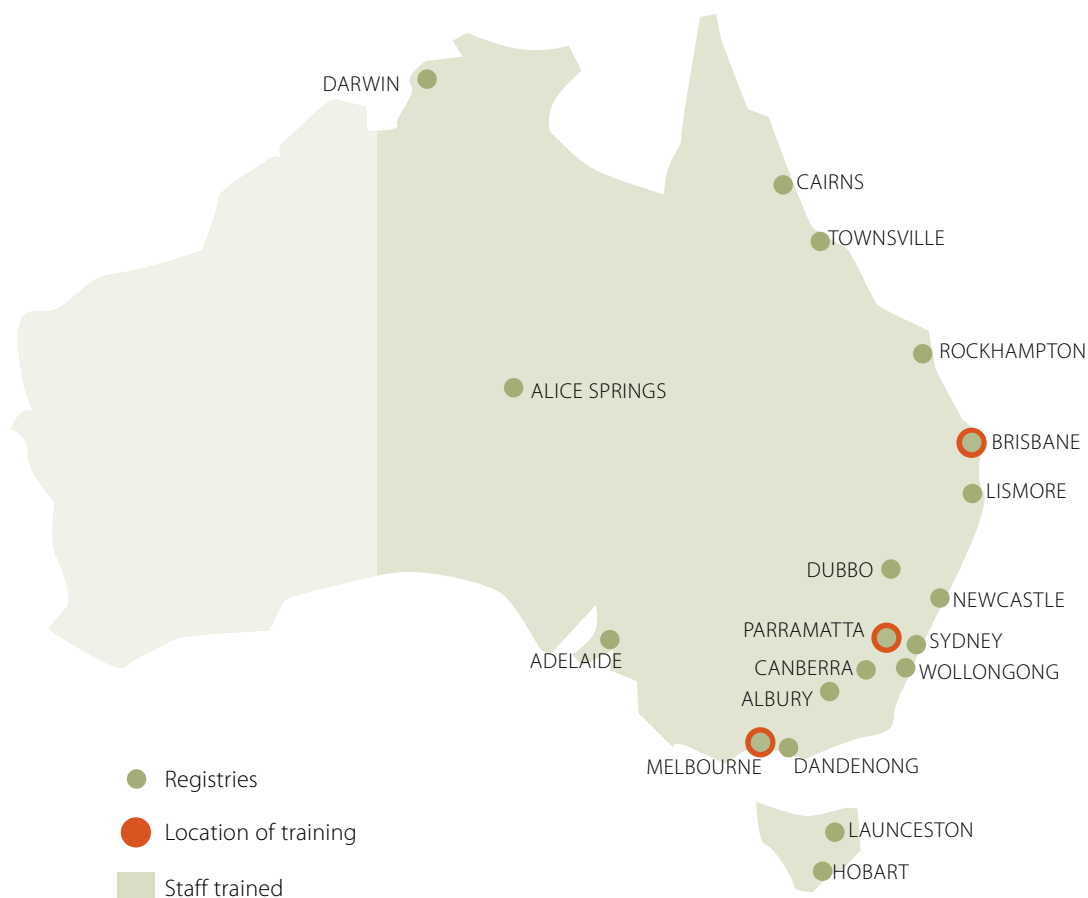 DARWIN
CAIRNS
TOWNSVILLE
ROCKHAMPTON
ALICE SPRINGS
BRISBANE
LISMORE
DUBBO
NEWCASTLE
PARRAMATTA
SYDNEY
ADELAIDE
CANBERRA
WOLLONGONG
ALBURY
MELBOURNE
DANDENONG
Registries
Location of training
LAUNCESTON
HOBART
Staff trained